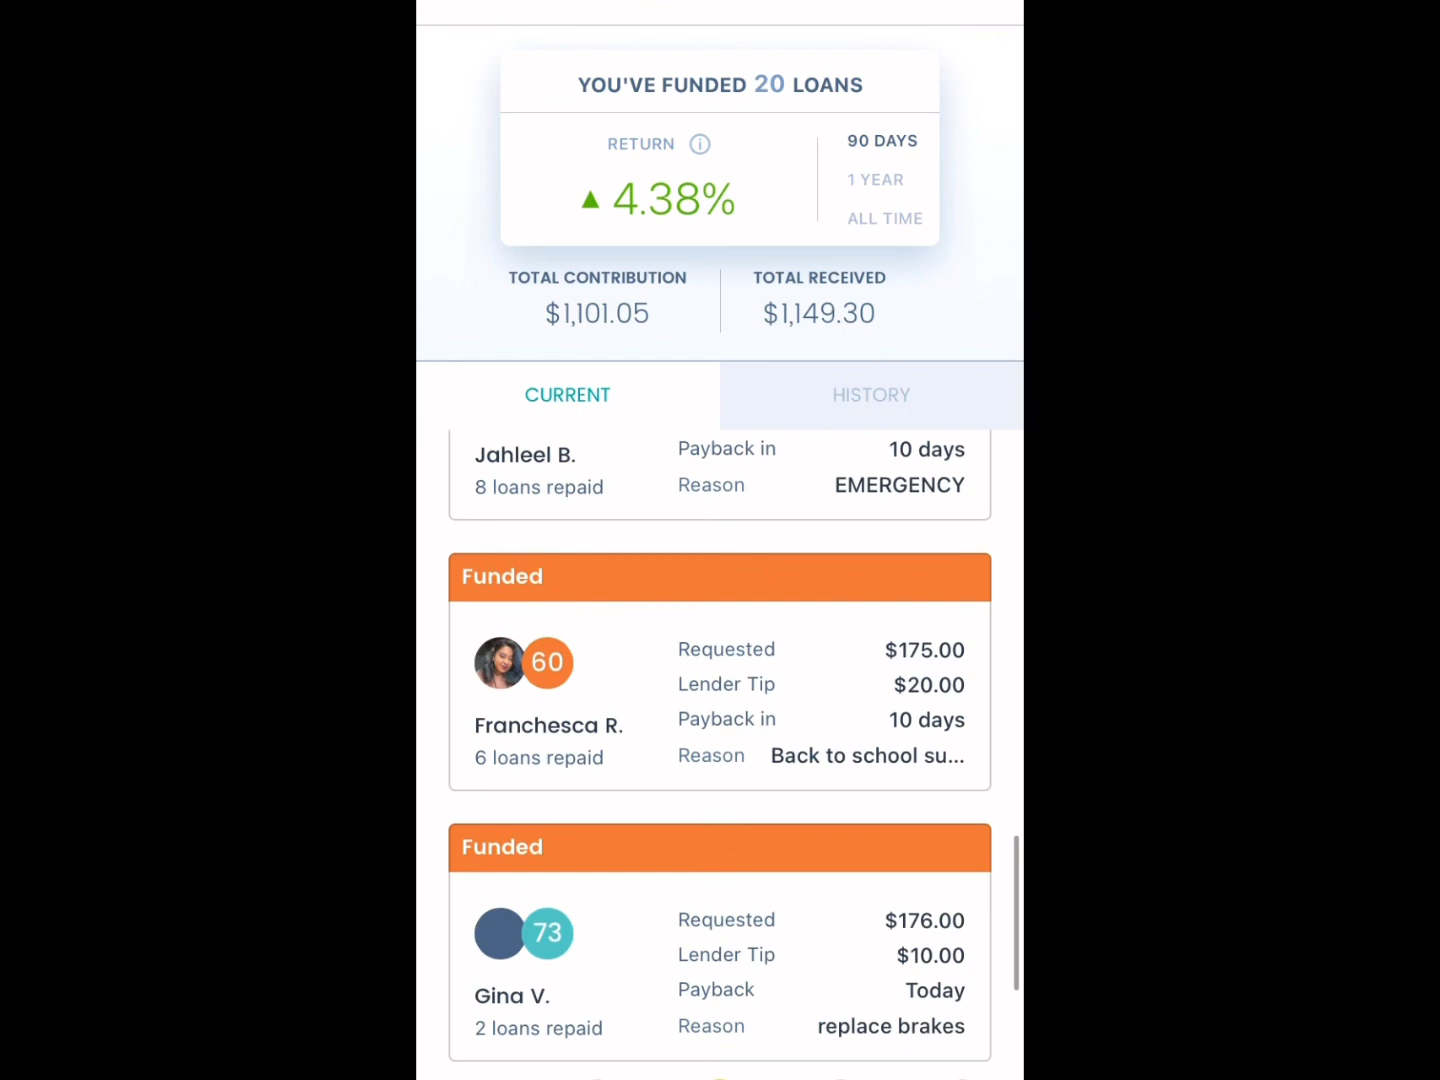 YOU'VE FUNDED 20 LOANS
RETURN i
▲ 4.38%
90 DAYS
1 YEAR
ALL TIME
TOTAL CONTRIBUTION
$1,101.05
TOTAL RECEIVED
$1,149.30
CURRENT
HISTORY
Jahleel B.
8 loans repaid
Payback in 10 days
Reason EMERGENCY
Funded
60
Franchesca R.
6 loans repaid
Requested $175.00
Lender Tip $20.00
Payback in 10 days
Reason Back to school su...
Funded
73
Gina V.
2 loans repaid
Requested $176.00
Lender Tip $10.00
Payback Today
Reason replace brakes